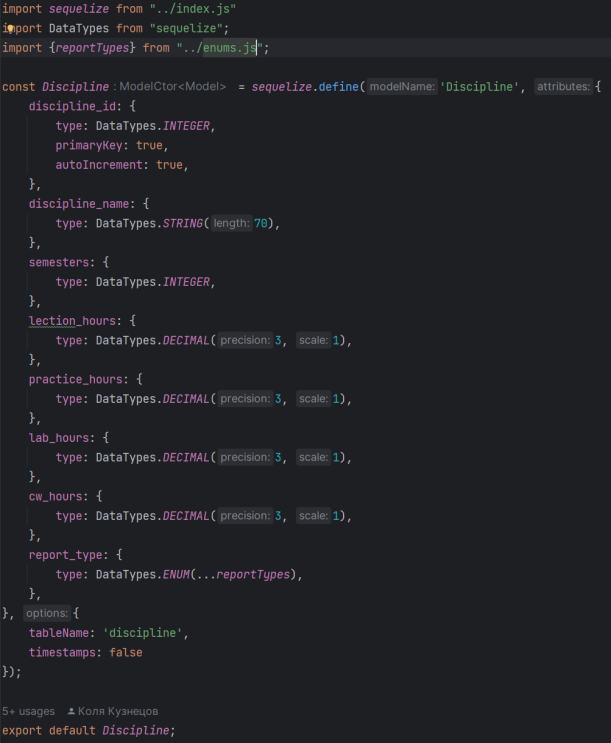 import sequelize from "../index.js"
import DataTypes from "sequelize";
import {reportTypes} from "../enums.js";
const Discipline : ModelCtor<Model> = sequelize.define( modelName: 'Discipline', attributes: {
discipline_id: {
type: DataTypes.INTEGER,
primaryKey: true,
autoIncrement: true,
},
discipline_name: {
type: DataTypes.STRING( length: 70),
},
semesters: {
type: DataTypes.INTEGER,
},
lection_hours: {
type: DataTypes.DECIMAL( precision: 3, scale: 1),
},
practice_hours: {
type: DataTypes.DECIMAL( precision: 3, scale: 1),
},
lab_hours: {
type: DataTypes.DECIMAL( precision: 3, scale: 1),
},
cw_hours: {
type: DataTypes.DECIMAL( precision: 3, scale: 1),
},
report_type: {
type: DataTypes.ENUM(...reportTypes),
},
}, options: {
tableName: 'discipline',
timestamps: false
});
5+ usages Коля Кузнецов
export default Discipline;